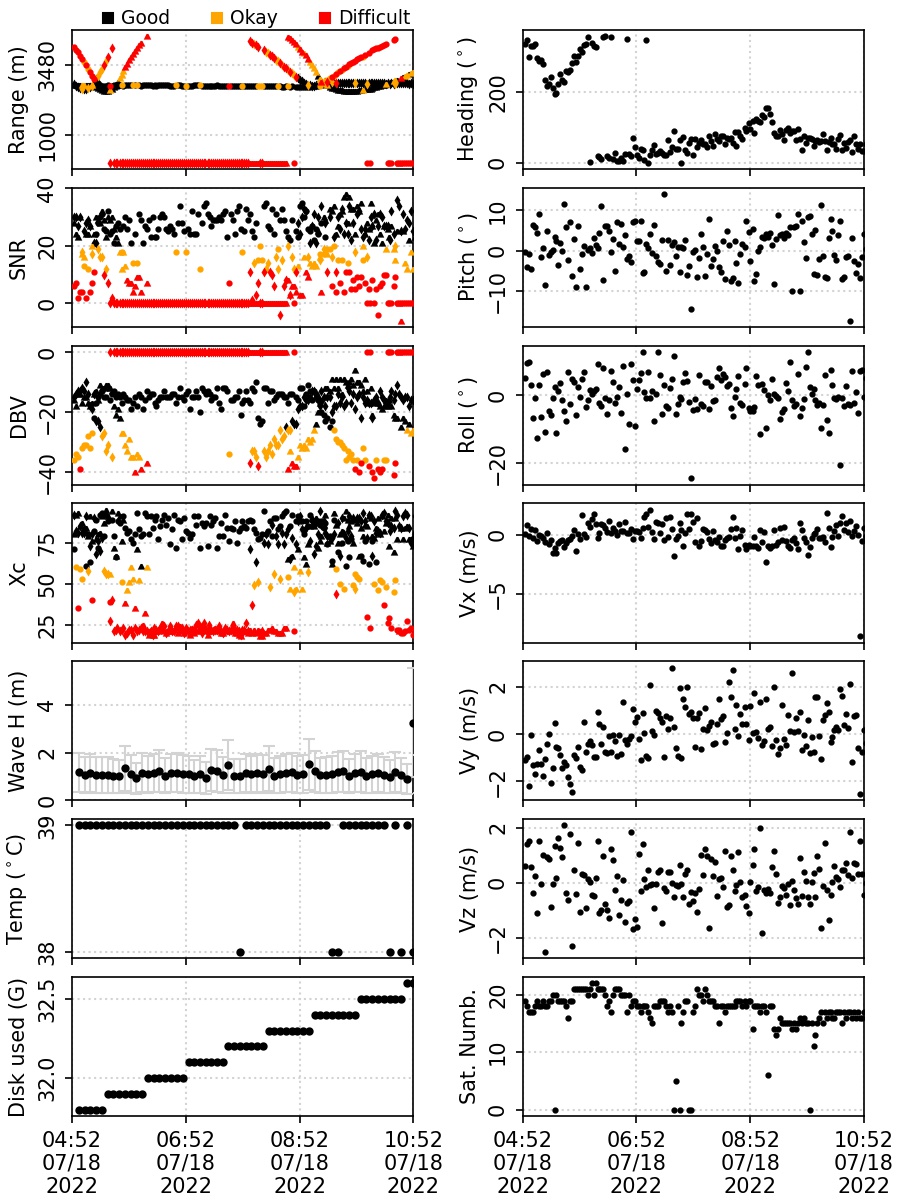 Good Okay Difficult
Range (m)
3480
1000
Heading (°)
200
0
SNR
40
20
0
Pitch (°)
10
0
−10
DBV
0
−20
−40
Roll (°)
0
−20
Xc
75
50
25
Vx (m/s)
0
−5
Wave H (m)
4
2
0
Vy (m/s)
2
0
−2
Temp (°C)
39
38
Vz (m/s)
2
0
−2
Disk used (G)
32.5
32.0
Sat. Numb.
20
10
0
04:52 06:52 08:52 10:52
07/18 07/18 07/18 07/18
2022 2022 2022 2022
04:52 06:52 08:52 10:52
07/18 07/18 07/18 07/18
2022 2022 2022 2022